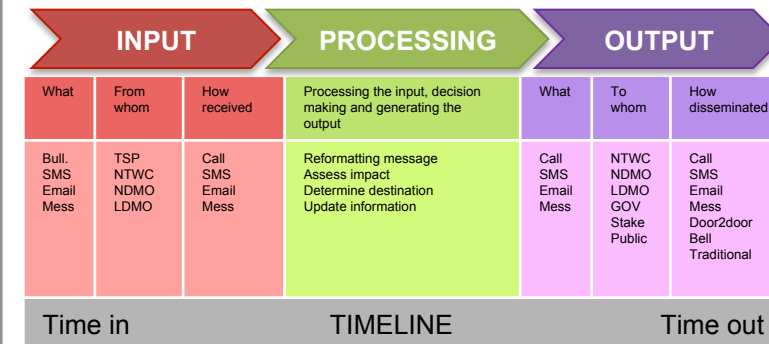 INPUT
PROCESSING
OUTPUT
What
From
whom
How
received
Processing the input, decision
making and generating the
output
What
To
whom
How
disseminated
Bull.
SMS
Email
Mess
TSP
NTWC
NDMO
LDMO
Call
SMS
Email
Mess
Reformatting message
Assess impact
Determine destination
Update information
Call
SMS
Email
Mess
NTWC
NDMO
LDMO
GOV
Stake
Public
Call
SMS
Email
Mess
Door2door
Bell
Traditional
Time in
TIMELINE
Time out